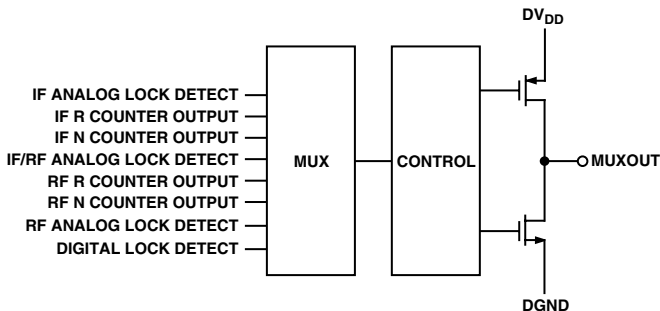 DVDD
IF ANALOG LOCK DETECT
IF R COUNTER OUTPUT
IF N COUNTER OUTPUT
IF/RF ANALOG LOCK DETECT
RF R COUNTER OUTPUT
RF N COUNTER OUTPUT
RF ANALOG LOCK DETECT
DIGITAL LOCK DETECT
MUX
CONTROL
MUXOUT
DGND